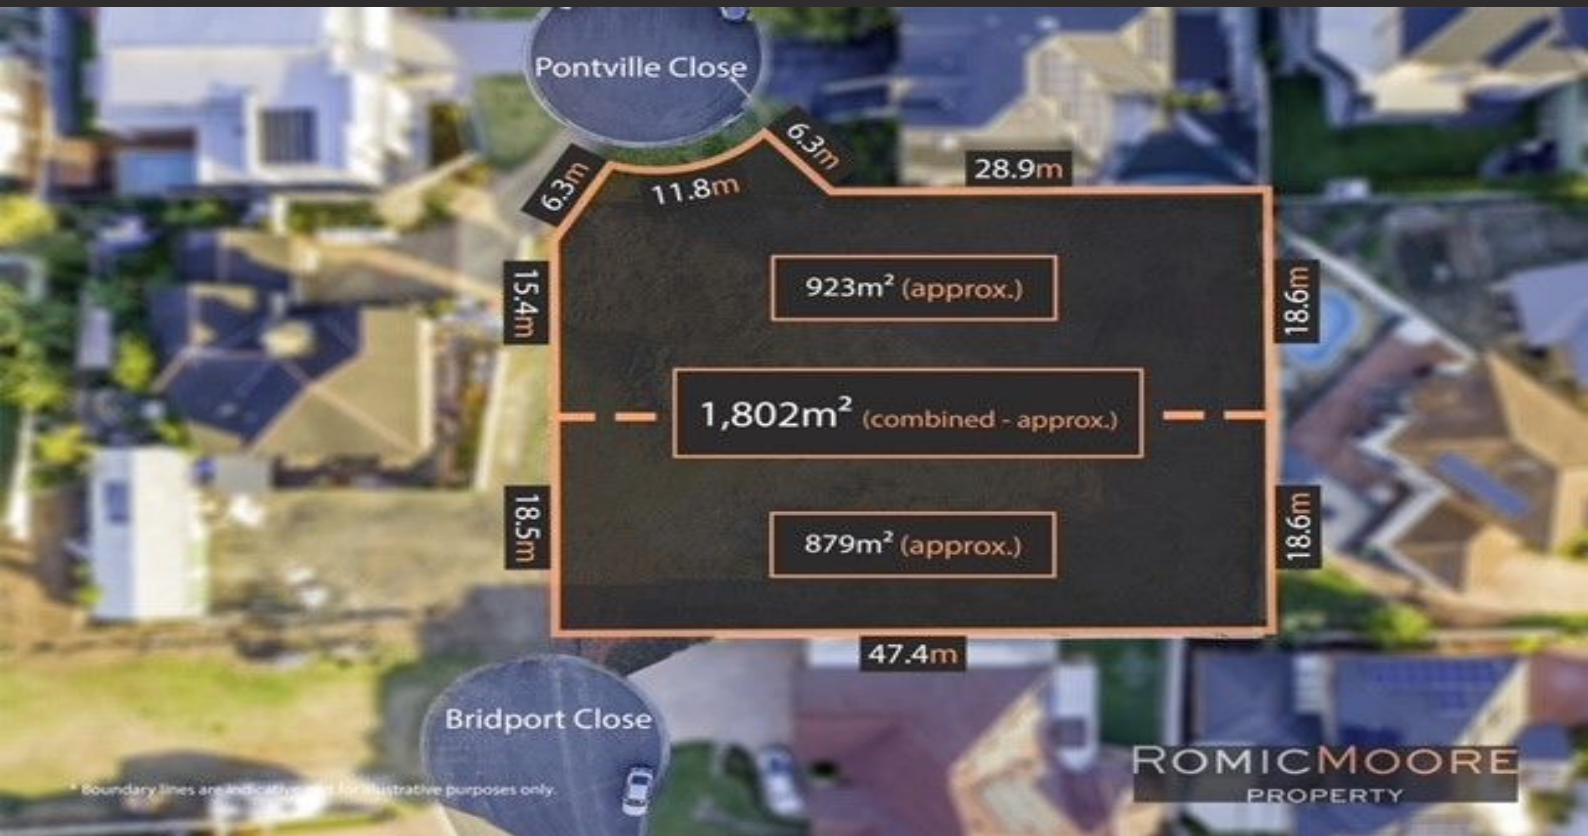 Pontville Close
6.3m
6.3m
11.8m
28.9m
15.4m
923m² (approx.)
18.6m
1,802m² (combined - approx.)
18.5m
879m² (approx.)
18.6m
47.4m
Bridport Close
ROMICMOORE
PROPERTY
* Boundary lines are indicative and for illustrative purposes only.